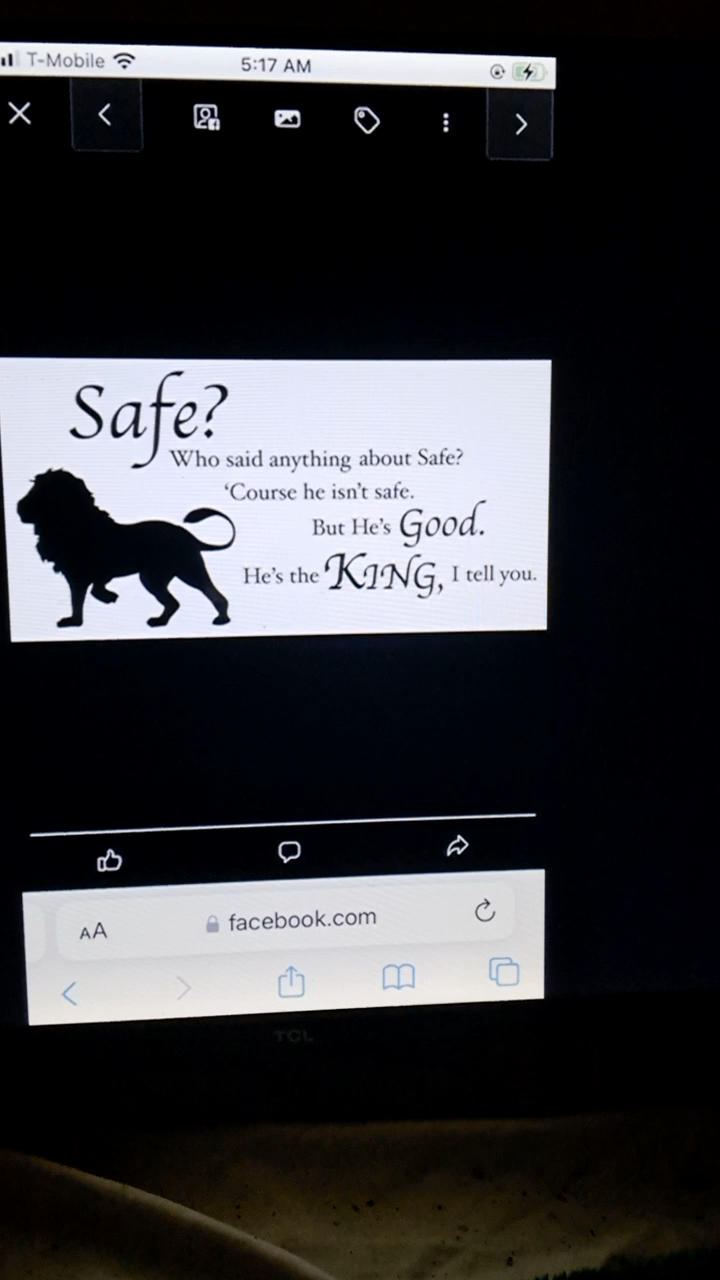 T-Mobile 5:17 AM
Safe?
Who said anything about Safe?
‘Course he isn’t safe.
But He’s Good.
He’s the KING, I tell you.
AA facebook.com
TCL